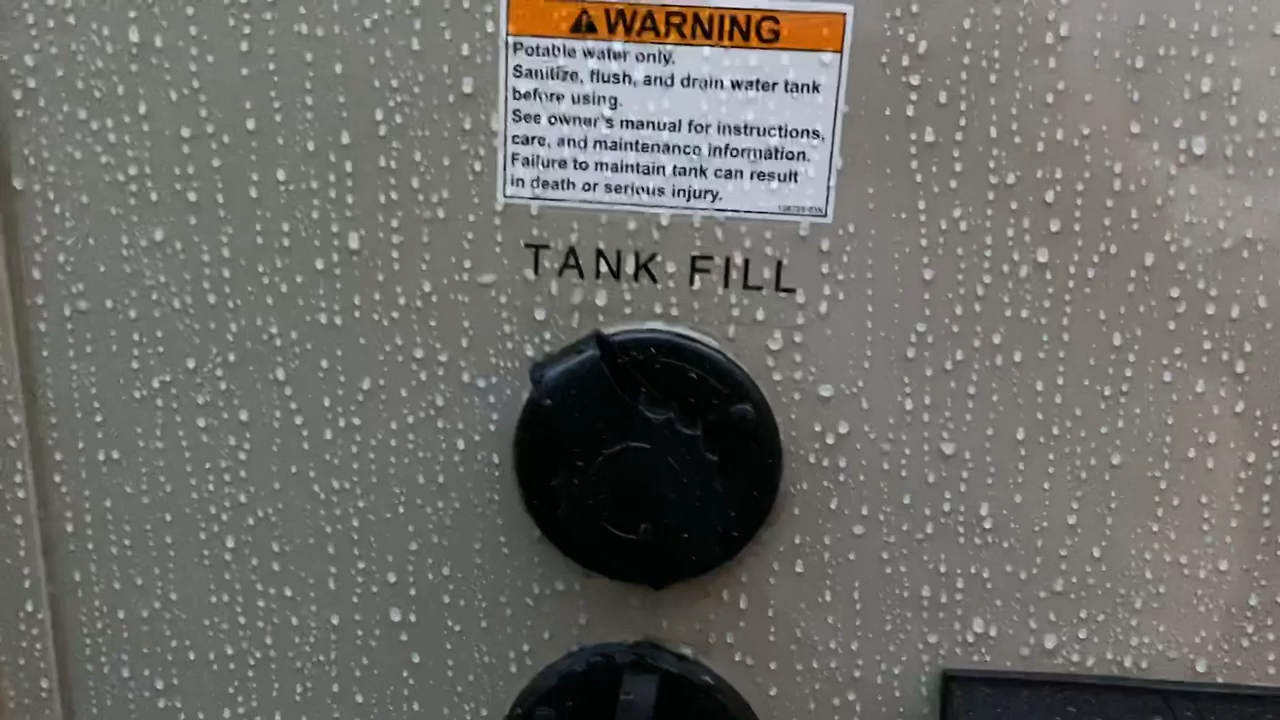 WARNING
Potable water only.
Sanitize, flush, and drain water tank
before using.
See owner's manual for instructions,
care, and maintenance information.
Failure to maintain tank can result
in death or serious injury.
TANK FILL